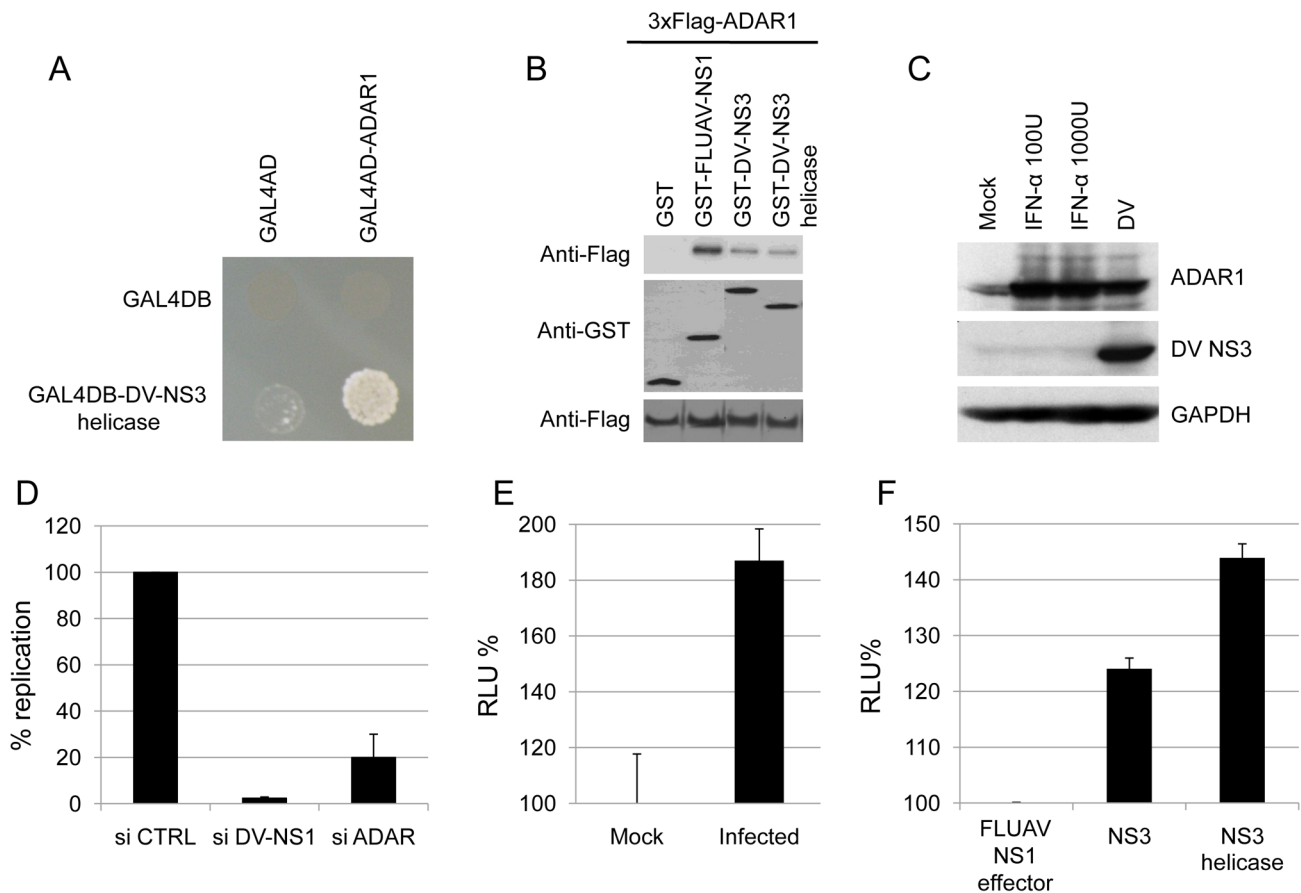 3xFlag-ADAR1
A
GAL4AD
GAL4AD-ADAR1
GAL4DB
GAL4DB-DV-NS3
helicase
B
GST
GST-FLUAV-NS1
GST-DV-NS3
GST-DV-NS3
helicase
Anti-Flag
Anti-GST
Anti-Flag
C
Mock
IFN-α 100U
IFN-α 1000U
DV
ADAR1
DV NS3
GAPDH
D
% replication
120
100
80
60
40
20
0
si CTRL
si DV-NS1
si ADAR
E
RLU %
200
180
160
140
120
100
Mock
Infected
F
RLU%
150
140
130
120
110
100
FLUAV
NS1
effector
NS3
NS3
helicase